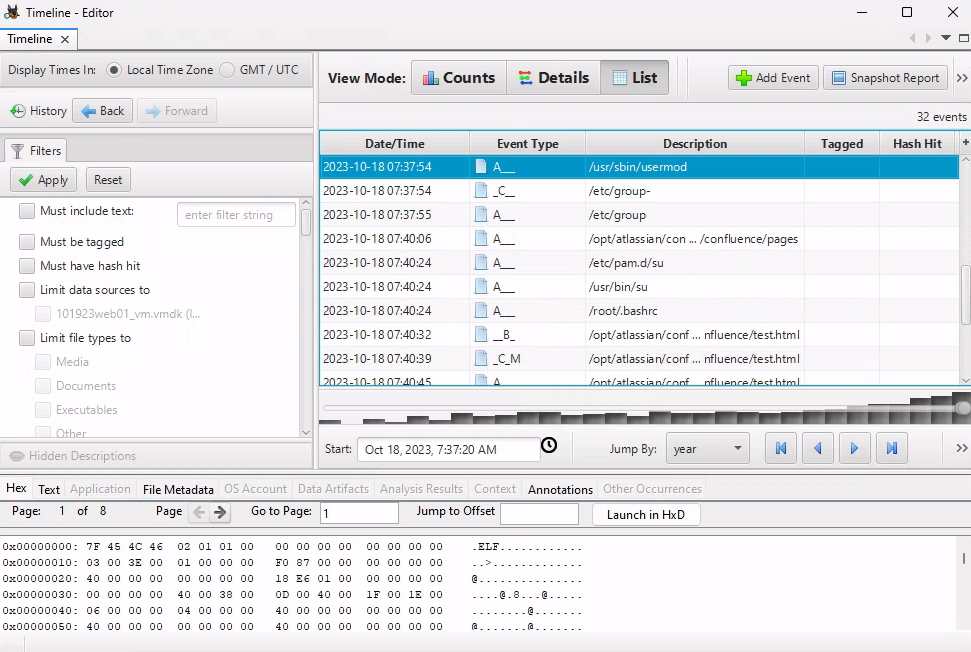 Timeline - Editor
Timeline
Display Times In: Local Time Zone GMT / UTC
History Back Forward
Filters
Apply Reset
Must include text: enter filter string
Must be tagged
Must have hash hit
Limit data sources to
101923web01_vm.vmdk (l...
Limit file types to
Media
Documents
Executables
Other
Hidden Descriptions
View Mode: Counts Details List Add Event Snapshot Report
32 events
Date/Time Event Type Description Tagged Hash Hit
2023-10-18 07:37:54 A___ /usr/sbin/usermod
2023-10-18 07:37:54 _C__ /etc/group-
2023-10-18 07:37:55 A___ /etc/group
2023-10-18 07:40:06 A___ /opt/atlassian/con ... /confluence/pages
2023-10-18 07:40:24 A___ /etc/pam.d/su
2023-10-18 07:40:24 A___ /usr/bin/su
2023-10-18 07:40:24 A___ /root/.bashrc
2023-10-18 07:40:32 __B_ /opt/atlassian/conf ... nfluence/test.html
2023-10-18 07:40:39 _C_M /opt/atlassian/conf ... nfluence/test.html
2023-10-18 07:40:45 A /opt/atlassian/conf ... nfluence/test.html
Start: Oct 18, 2023, 7:37:20 AM Jump By: year
Hex Text Application File Metadata OS Account Data Artifacts Analysis Results Context Annotations Other Occurrences
Page: 1 of 8 Page Go to Page: 1 Jump to Offset Launch in HxD
0x00000000: 7F 45 4C 46 02 01 01 00 00 00 00 00 00 00 00 00 .ELF............
0x00000010: 03 00 3E 00 01 00 00 00 F0 87 00 00 00 00 00 00 ..>.............
0x00000020: 40 00 00 00 00 00 00 00 18 E6 01 00 00 00 00 00 @...............
0x00000030: 00 00 00 00 40 00 38 00 0D 00 40 00 1F 00 1E 00 ....@.8...@.....
0x00000040: 06 00 00 00 04 00 00 00 40 00 00 00 00 00 00 00 ........@.......
0x00000050: 40 00 00 00 00 00 00 00 40 00 00 00 00 00 00 00 @.......@.......